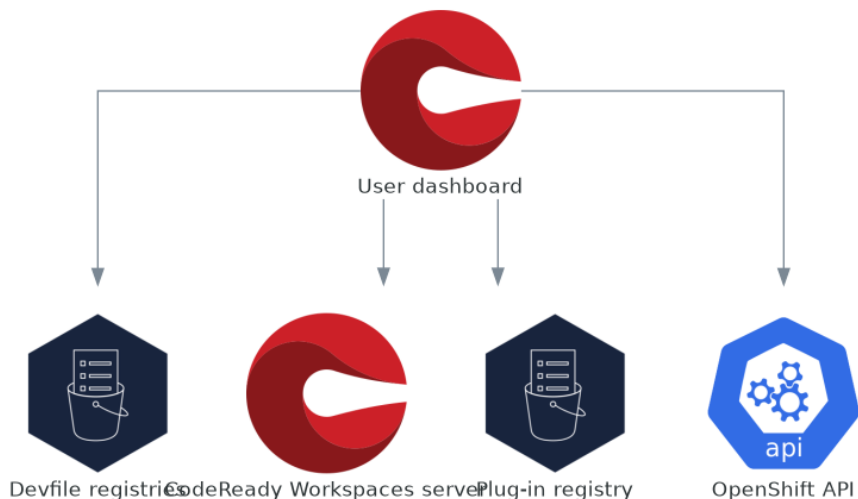 User dashboard
api
Devfile registries
CodeReady Workspaces server
Plug-in registry
OpenShift API